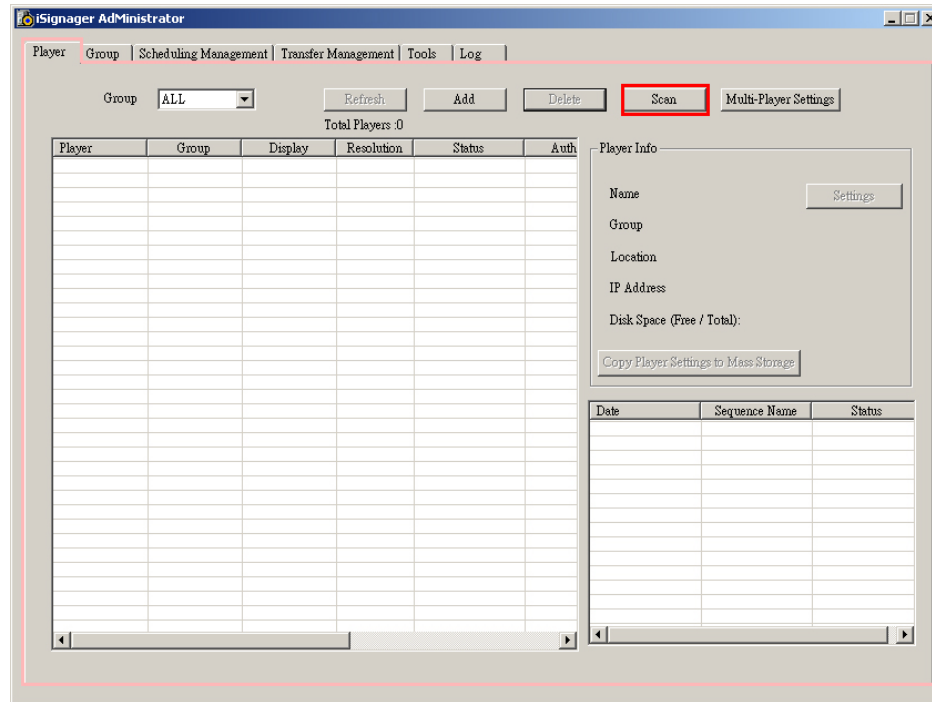 iSignager AdMinistrator
Player Group Scheduling Management Transfer Management Tools Log
Group ALL Refresh Add Delete Scan Multi-Player Settings
Total Players :0
Player Group Display Resolution Status Auth
Player Info
Name Settings
Group
Location
IP Address
Disk Space (Free / Total):
Copy Player Settings to Mass Storage
Date Sequence Name Status